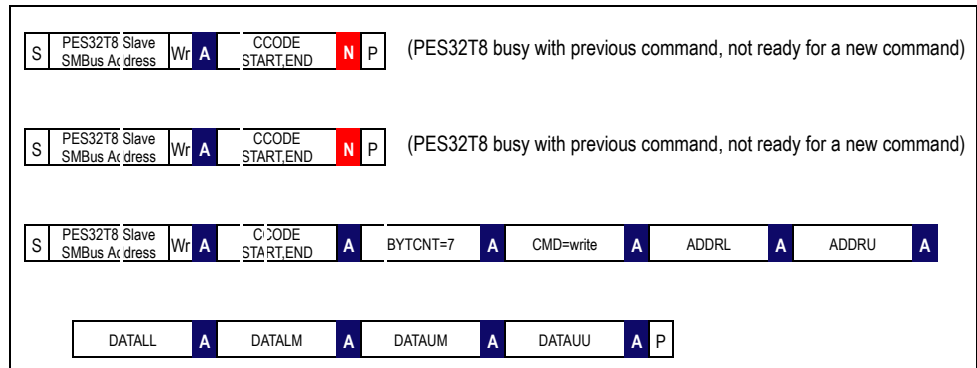 S PES32T8 Slave SMBus Address Wr A CCODE START,END N P (PES32T8 busy with previous command, not ready for a new command)
S PES32T8 Slave SMBus Address Wr A CCODE START,END N P (PES32T8 busy with previous command, not ready for a new command)
S PES32T8 Slave SMBus Address Wr A CCODE START,END A BYTCNT=7 A CMD=write A ADDRL A ADDRU A
DATALL A DATALM A DATAUM A DATAUU A P